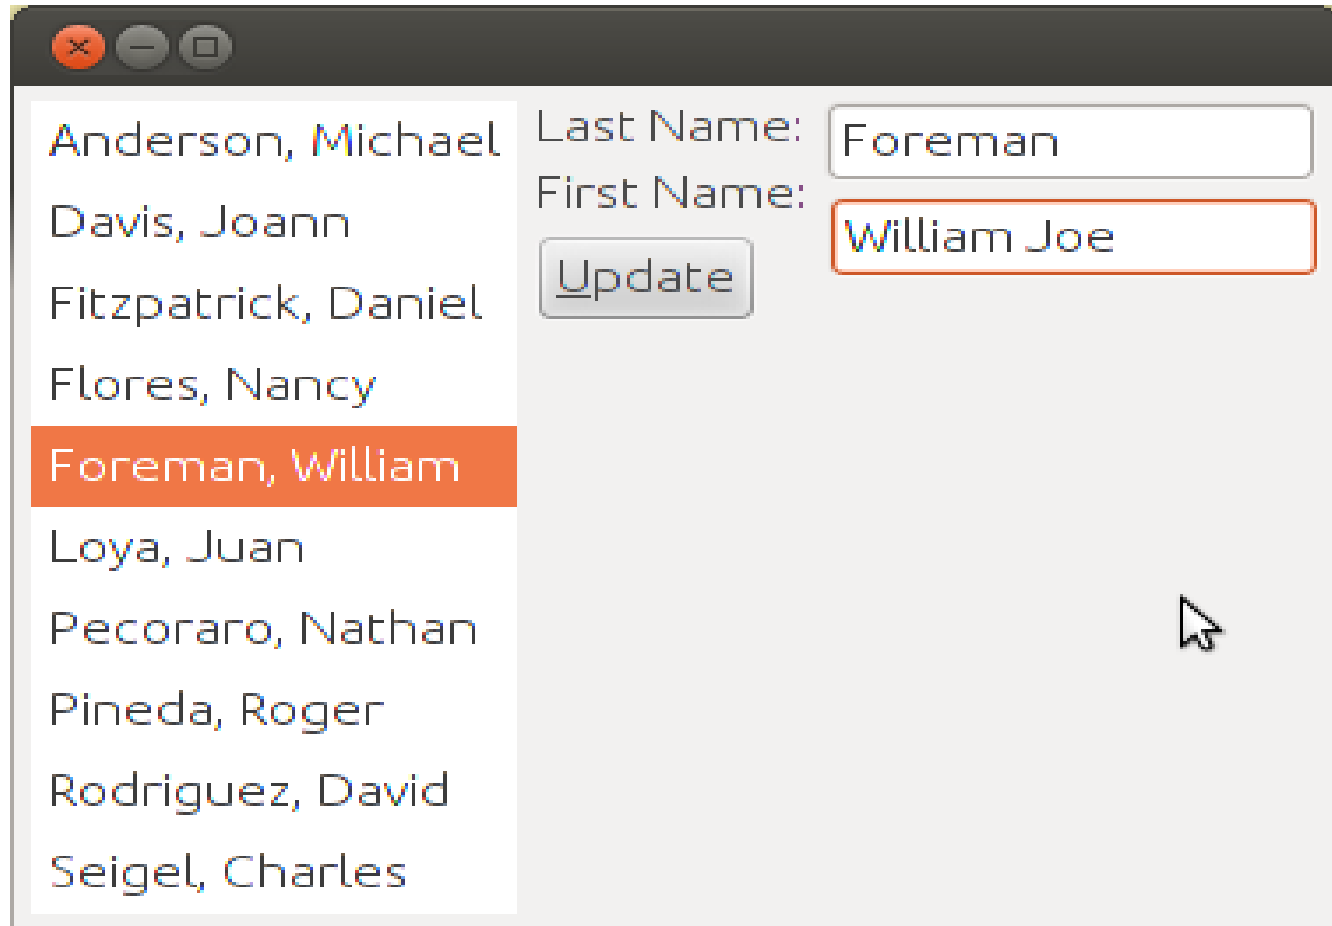 Anderson, Michael
Davis, Joann
Fitzpatrick, Daniel
Flores, Nancy
Foreman, William
Loya, Juan
Pecoraro, Nathan
Pineda, Roger
Rodriguez, David
Seigel, Charles
Last Name: Foreman
First Name: William Joe
Update